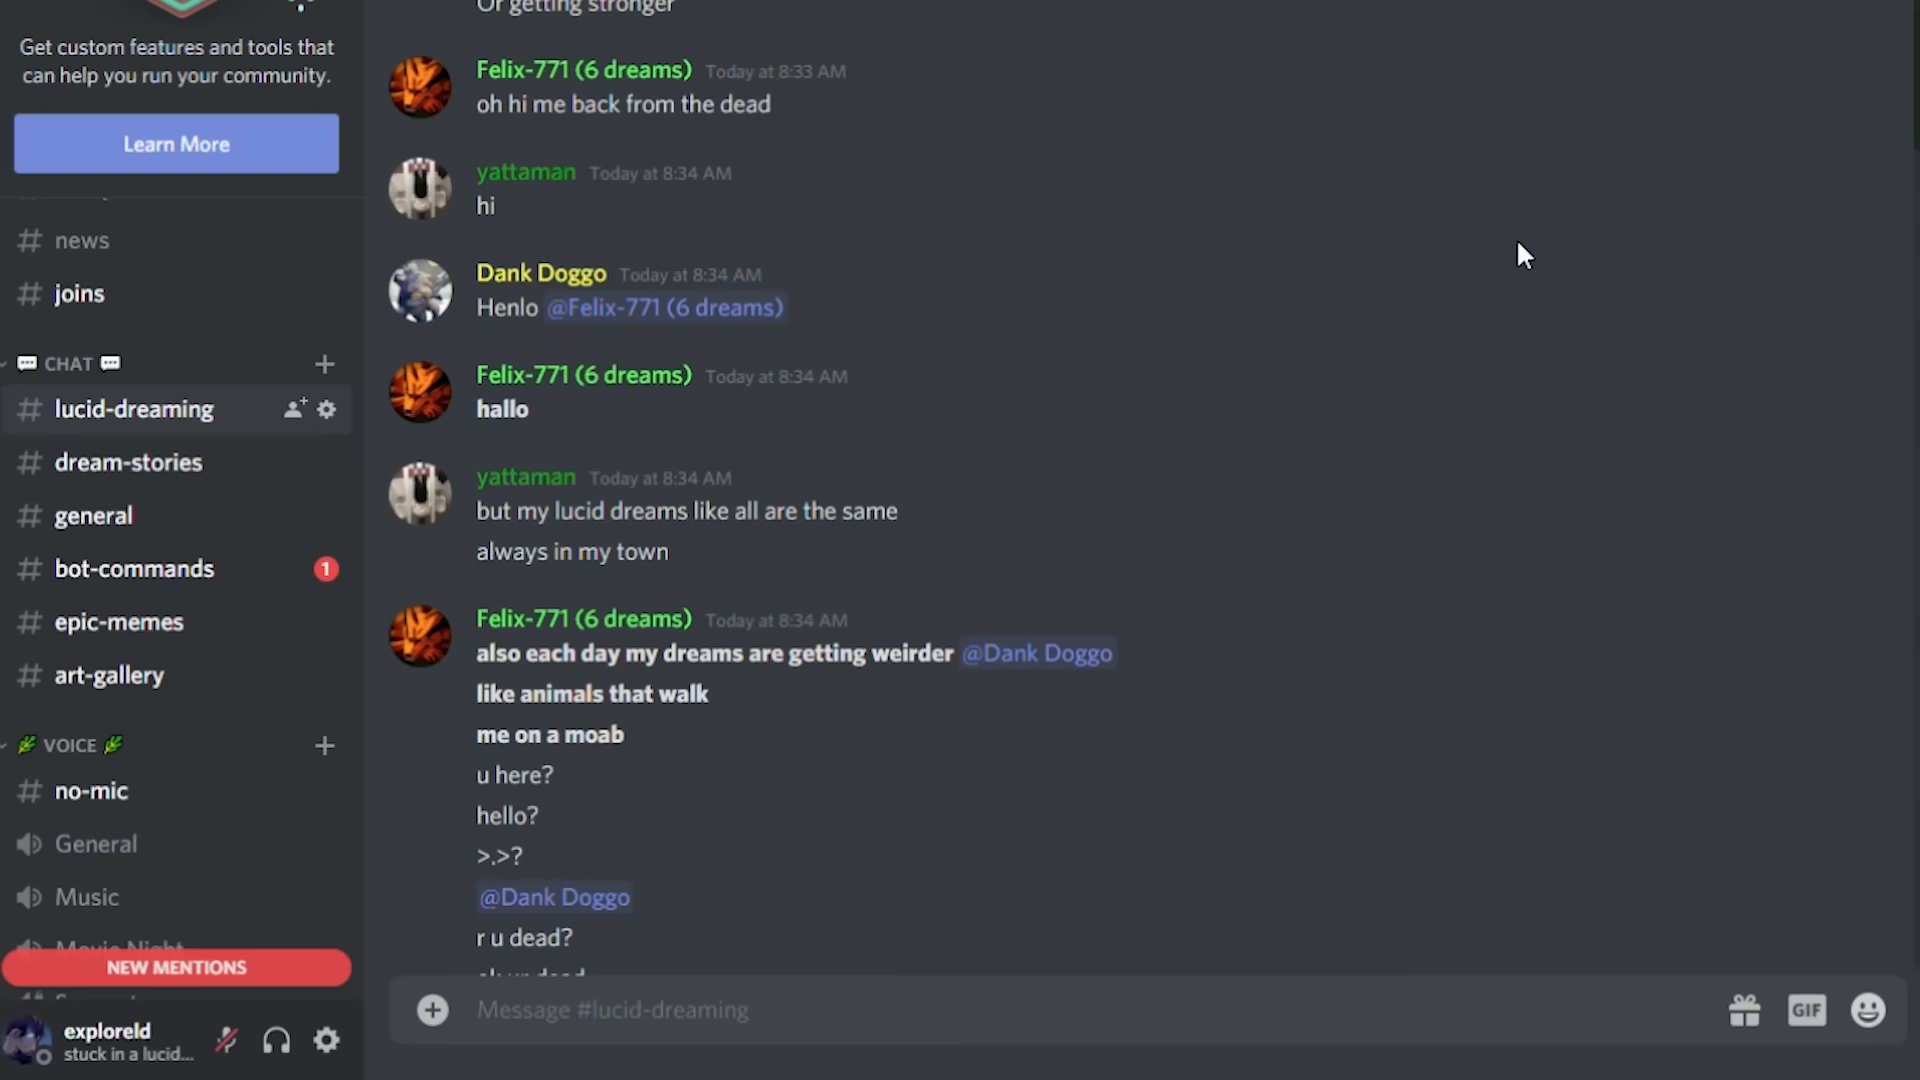 Get custom features and tools that
can help you run your community.
Learn More
news
joins
CHAT
lucid-dreaming
dream-stories
general
bot-commands
1
epic-memes
art-gallery
VOICE
no-mic
General
Music
Movie Night
NEW MENTIONS
exploreld
stuck in a lucid...
Or getting stronger
Felix-771 (6 dreams) Today at 8:33 AM
oh hi me back from the dead
yattaman Today at 8:34 AM
hi
Dank Doggo Today at 8:34 AM
Henlo @Felix-771 (6 dreams)
Felix-771 (6 dreams) Today at 8:34 AM
hallo
yattaman Today at 8:34 AM
but my lucid dreams like all are the same
always in my town
Felix-771 (6 dreams) Today at 8:34 AM
also each day my dreams are getting weirder @Dank Doggo
like animals that walk
me on a moab
u here?
hello?
>.>?
@Dank Doggo
r u dead?
Message #lucid-dreaming
GIF